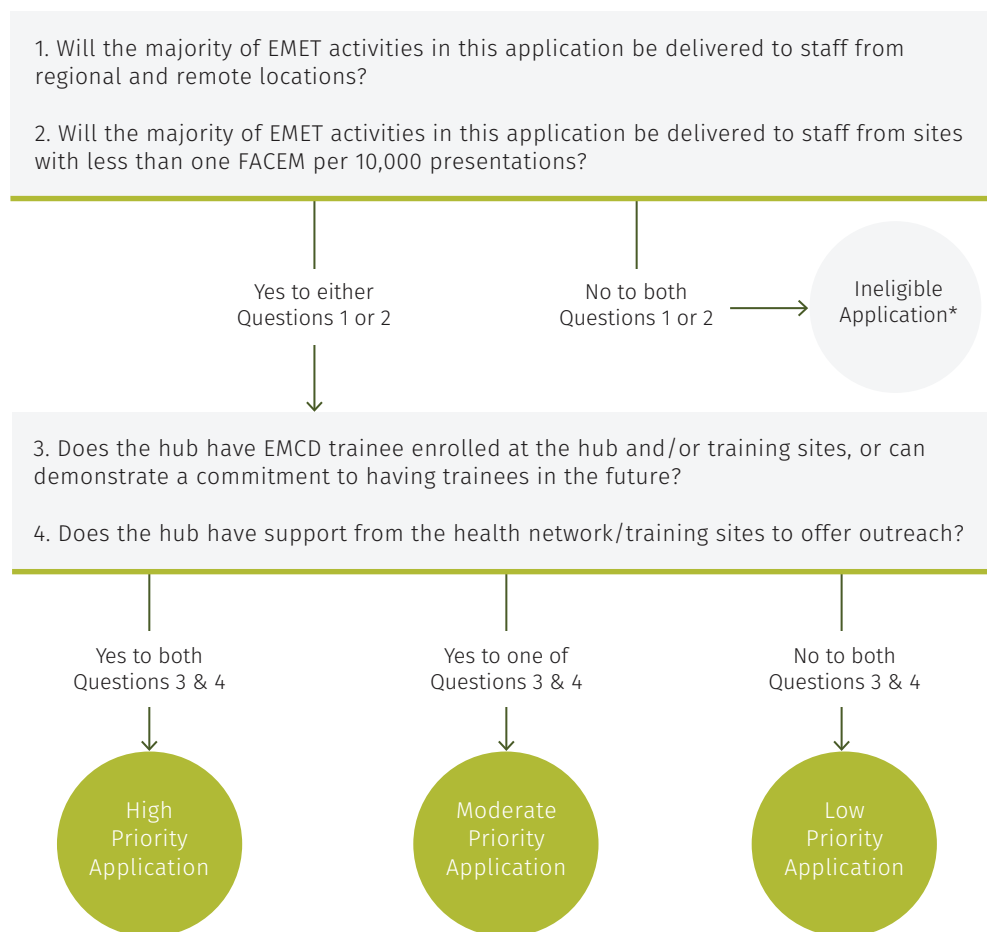 1. Will the majority of EMET activities in this application be delivered to staff from
regional and remote locations?
2. Will the majority of EMET activities in this application be delivered to staff from sites
with less than one FACEM per 10,000 presentations?
Yes to either
Questions 1 or 2
No to both
Questions 1 or 2
Ineligible
Application*
3. Does the hub have EMCD trainee enrolled at the hub and/or training sites, or can
demonstrate a commitment to having trainees in the future?
4. Does the hub have support from the health network/training sites to offer outreach?
Yes to both
Questions 3 & 4
Yes to one of
Questions 3 & 4
No to both
Questions 3 & 4
High
Priority
Application
Moderate
Priority
Application
Low
Priority
Application